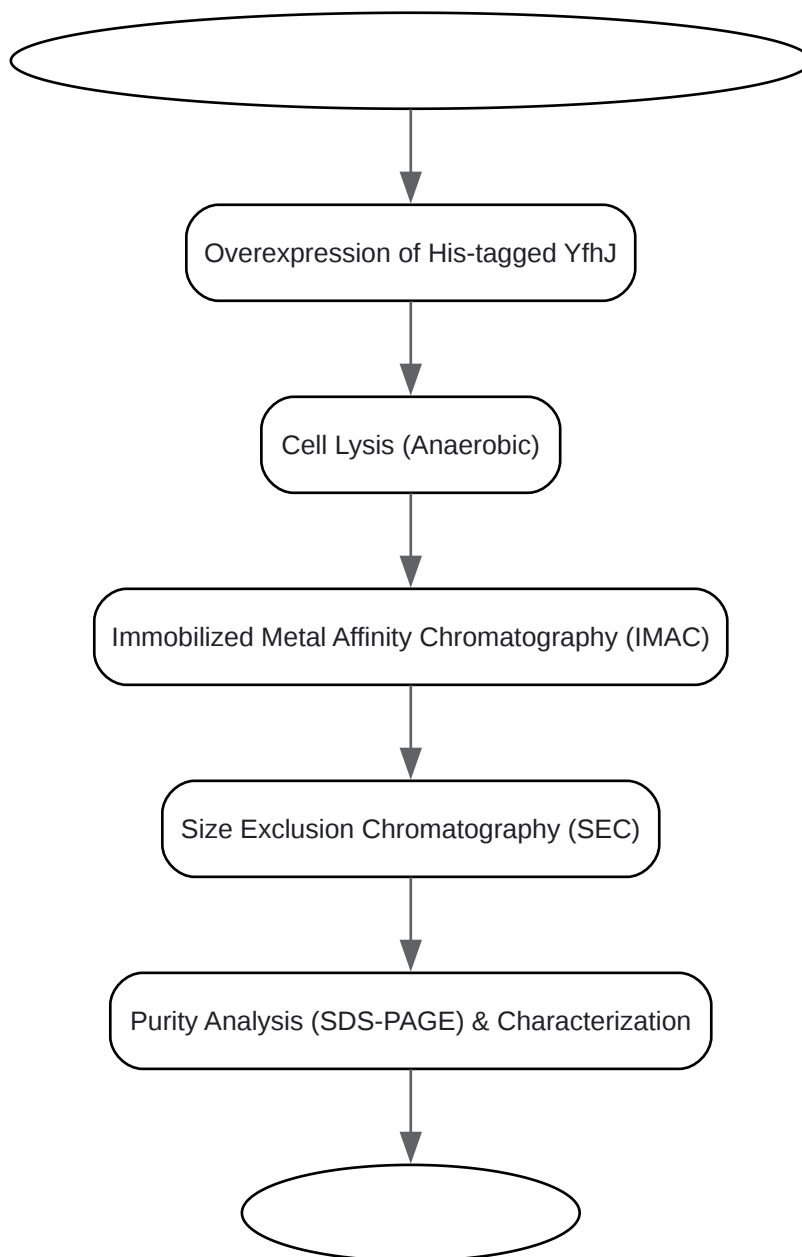 Overexpression of His-tagged YfhJ
Cell Lysis (Anaerobic)
Immobilized Metal Affinity Chromatography (IMAC)
Size Exclusion Chromatography (SEC)
Purity Analysis (SDS-PAGE) & Characterization